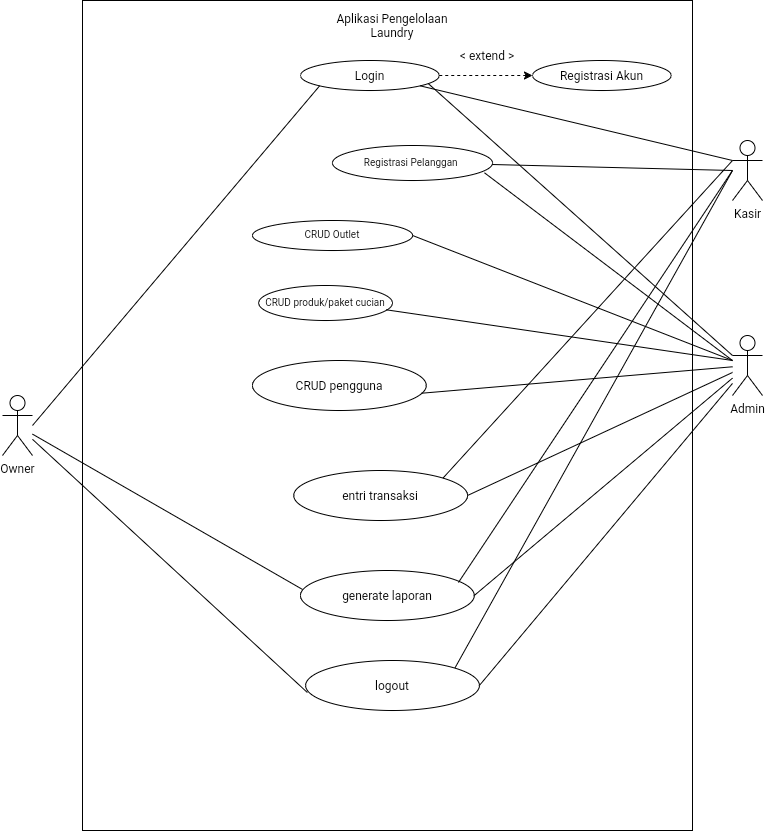 Aplikasi Pengelolaan
Laundry
< extend >
Login
Registrasi Akun
Registrasi Pelanggan
Kasir
CRUD Outlet
CRUD produk/paket cucian
CRUD pengguna
Admin
Owner
entri transaksi
generate laporan
logout